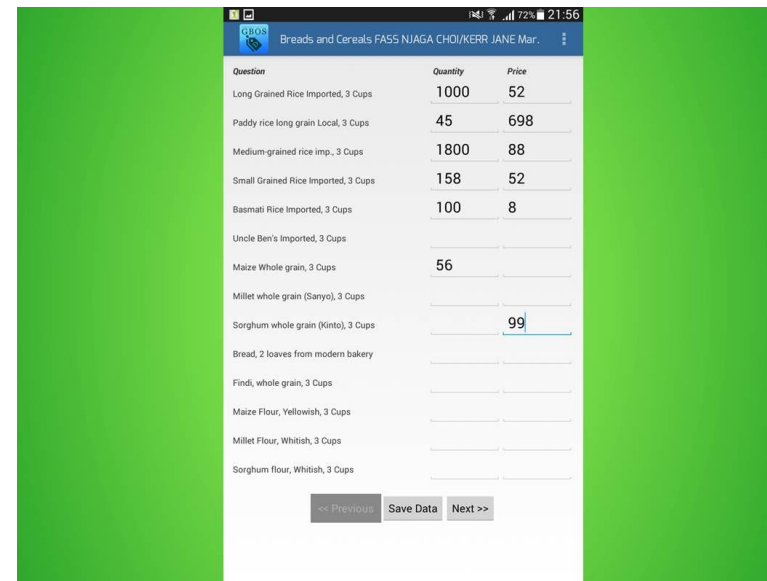 72% 21:56
GBOS Breads and Cereals FASS NJAGA CHOI/KERR JANE Mar.
Question Quantity Price
Long Grained Rice Imported, 3 Cups 1000 52
Paddy rice long grain Local, 3 Cups 45 698
Medium-grained rice imp., 3 Cups 1800 88
Small Grained Rice Imported, 3 Cups 158 52
Basmati Rice Imported, 3 Cups 100 8
Uncle Ben's Imported, 3 Cups
Maize Whole grain, 3 Cups 56
Millet whole grain (Sanyo), 3 Cups
Sorghum whole grain (Kinto), 3 Cups 99
Bread, 2 loaves from modern bakery
Findi, whole grain, 3 Cups
Maize Flour, Yellowish, 3 Cups
Millet Flour, Whitish, 3 Cups
Sorghum flour, Whitish, 3 Cups
<< Previous Save Data Next >>